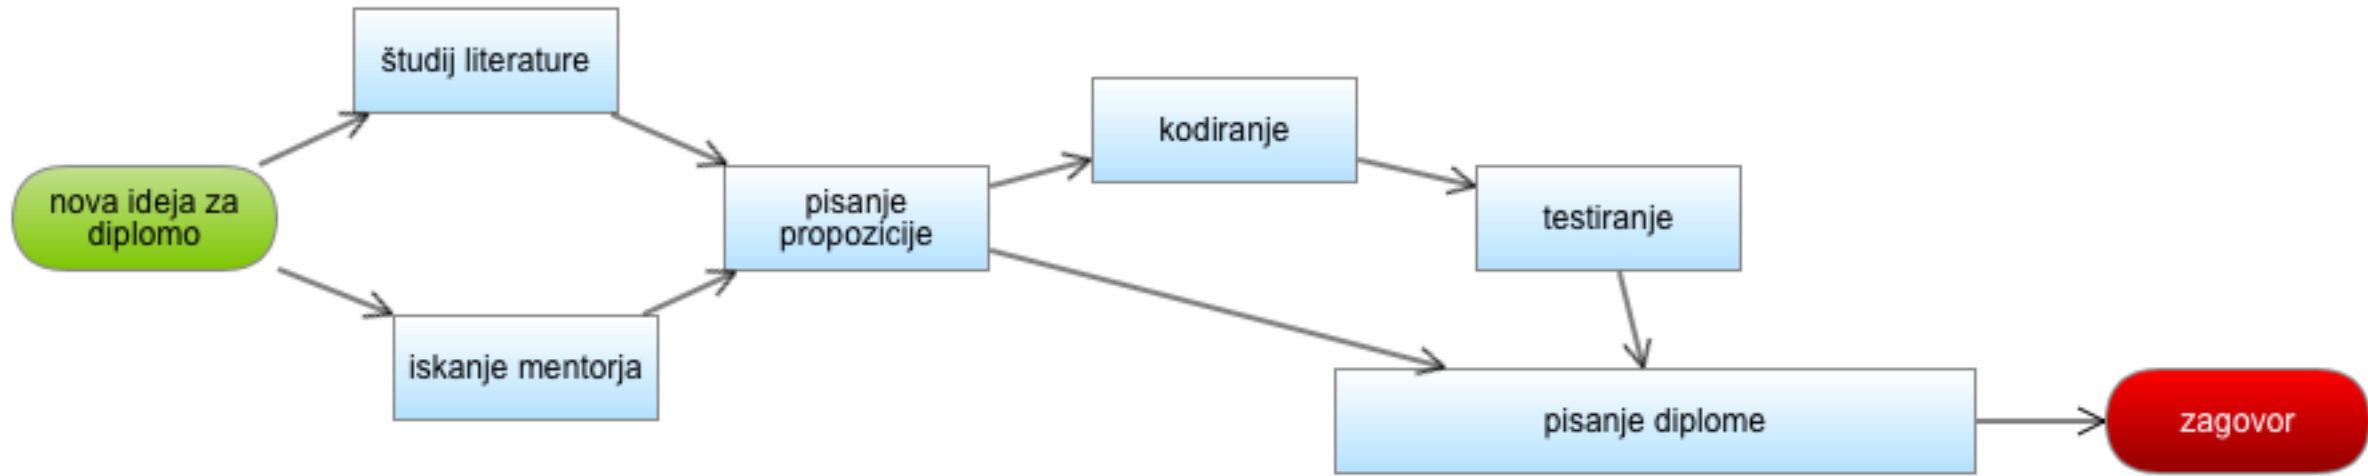 študij literature
kodiranje
nova ideja za
diplomo
pisanje
propozicije
testiranje
iskanje mentorja
pisanje diplome
zagovor